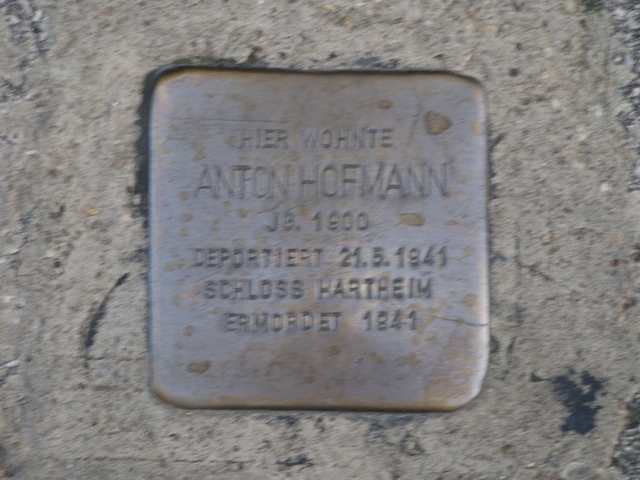 HIER WOHNTE
ANTON HOFMANN
JG. 1900
DEPORTIERT 21.5.1941
SCHLOSS HARTHEIM
ERMORDET 1941